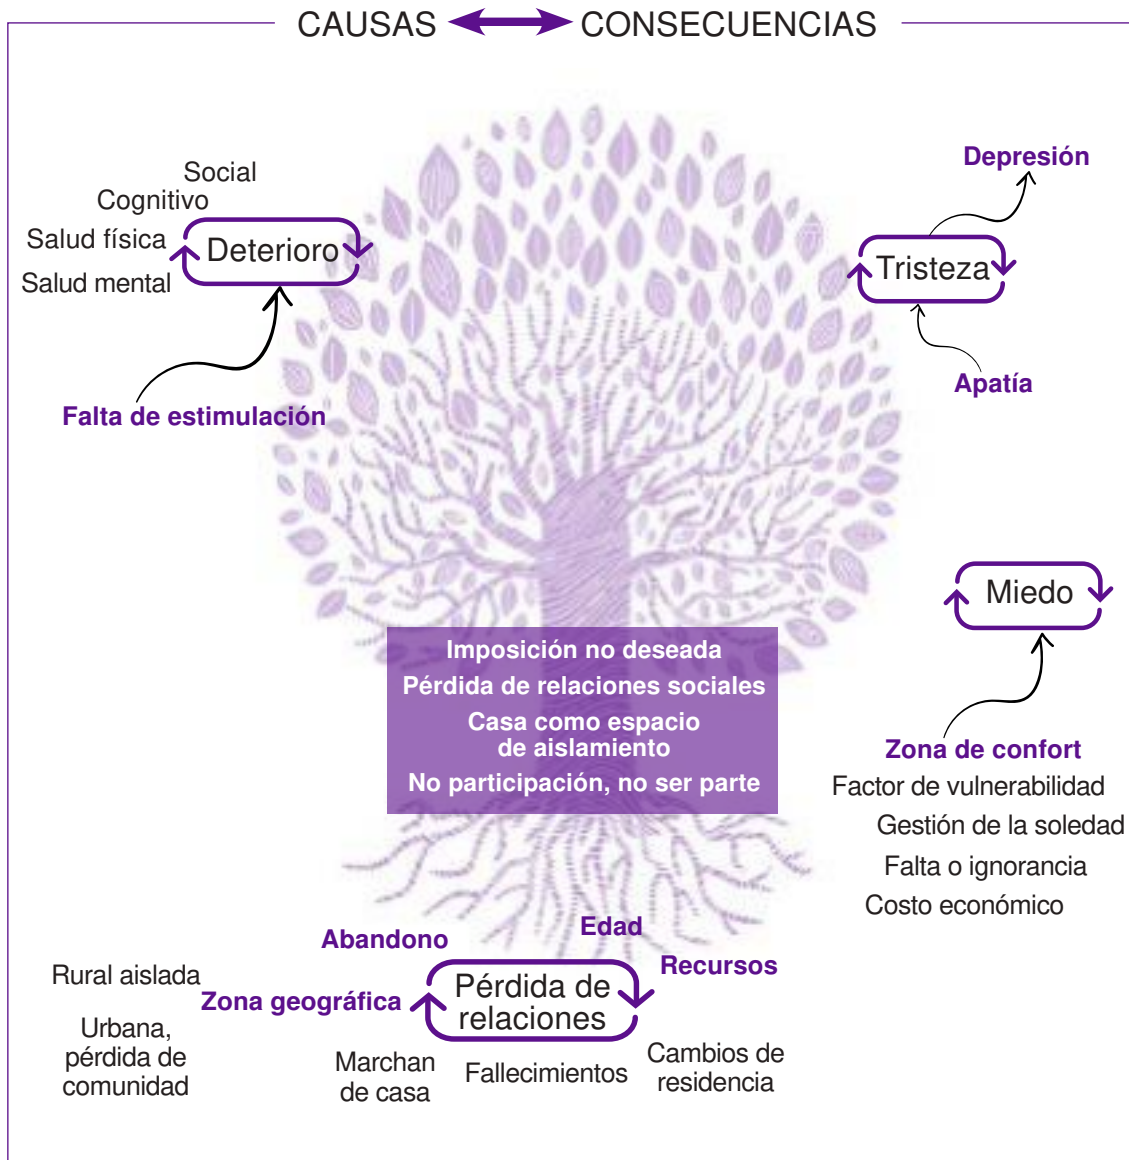 CAUSAS CONSECUENCIAS
Social
Cognitivo
Salud física
Salud mental
Deterioro
Falta de estimulación
Depresión
Tristeza
Apatía
Miedo
Zona de confort
Factor de vulnerabilidad
Gestión de la soledad
Falta o ignorancia
Costo económico
Imposición no deseada
Pérdida de relaciones sociales
Casa como espacio
de aislamiento
No participación, no ser parte
Edad
Abandono
Recursos
Rural aislada
Zona geográfica
Pérdida de
relaciones
Urbana,
pérdida de
comunidad
Marchan
de casa
Fallecimientos
Cambios de
residencia